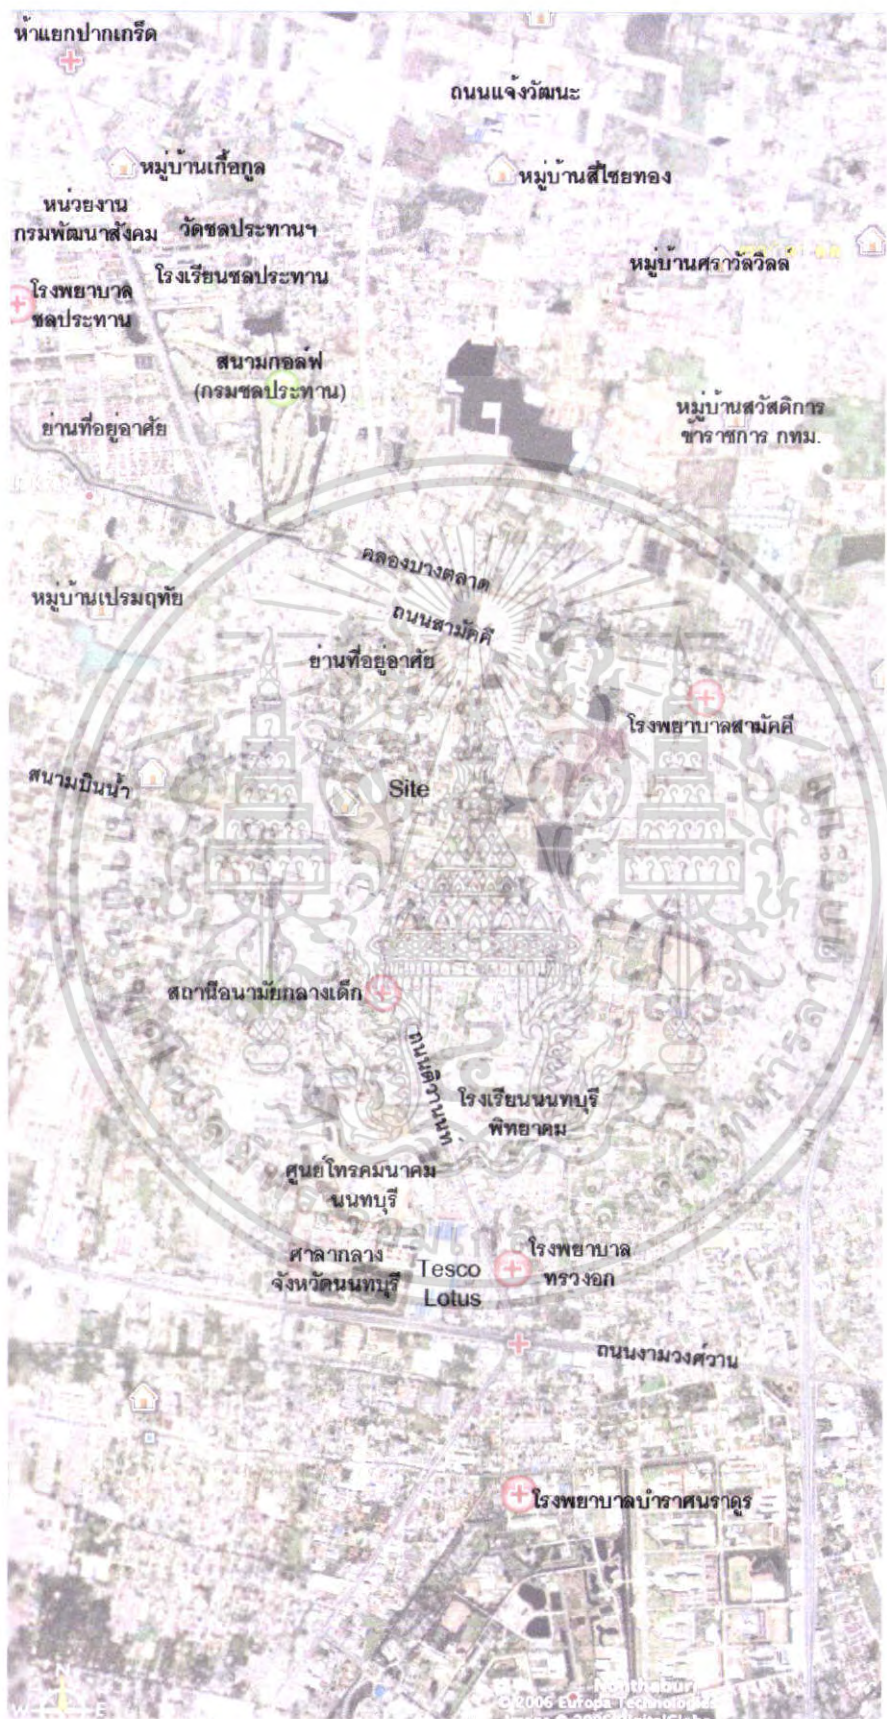 ห้าแยกปากเกร็ด
ถนนแจ้งวัฒนะ
หมู่บ้านเกื้อกูล
หมู่บ้านสี่ไชยทอง
หน่วยงาน
กรมพัฒนาสังคม
วัดชลประทานฯ
หมู่บ้านศราวัลวิลล์
โรงเรียนชลประทาน
โรงพยาบาล
ชลประทาน
สนามกอล์ฟ
(กรมชลประทาน)
หมู่บ้านสวัสดิการ
ข้าราชการ กทม.
ย่านที่อยู่อาศัย
คลองบางตลาด
หมู่บ้านเปรมฤทัย
ถนนสามัคคี
ย่านที่อยู่อาศัย
โรงพยาบาลสามัคคี
สนามบินน้ำ
Site
สถานีอนามัยกลางเด็ก
ถนนติวานนท
โรงเรียนนนทบุรี
พิทยาคม
ศูนย์โทรคมนาคม
นนทบุรี
ศาลากลาง
จังหวัดนนทบุรี
Tesco
Lotus
โรงพยาบาล
ทรวงอก
ถนนงามวงศ์วาน
โรงพยาบาลบำราศนราดูร
N
W E
Nonthaburi
© 2006 Europa Technologies